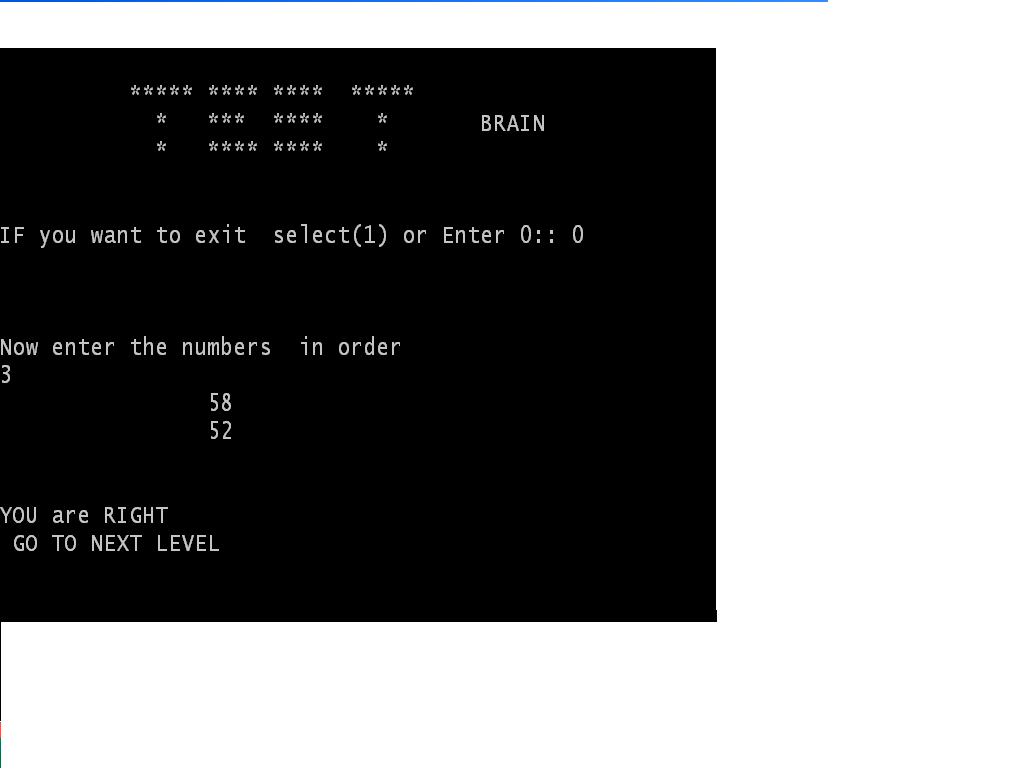 ***** **** ****  *****
*   ***  ****    *
BRAIN
*   **** ****    *
IF you want to exit  select(1) or Enter 0:: 0
Now enter the numbers  in order
3
58
52
YOU are RIGHT
GO TO NEXT LEVEL